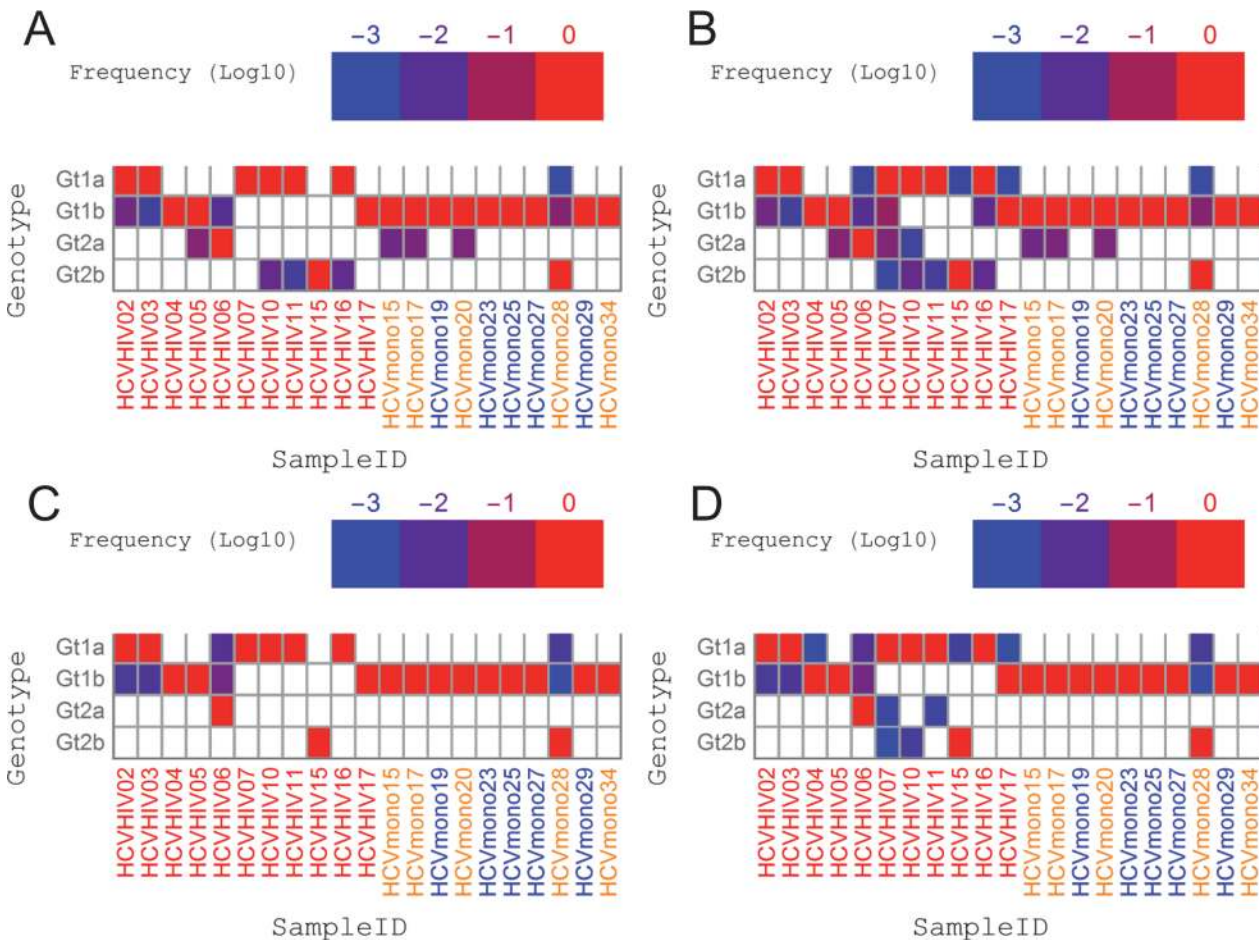 A
−3 −2 −1 0
Frequency (Log10)
Genotype
Gt1a
Gt1b
Gt2a
Gt2b
HCVHIV02
HCVHIV03
HCVHIV04
HCVHIV05
HCVHIV06
HCVHIV07
HCVHIV10
HCVHIV11
HCVHIV15
HCVHIV16
HCVHIV17
HCVmono15
HCVmono17
HCVmono19
HCVmono20
HCVmono23
HCVmono25
HCVmono27
HCVmono28
HCVmono29
HCVmono34
SampleID
B
−3 −2 −1 0
Frequency (Log10)
Genotype
Gt1a
Gt1b
Gt2a
Gt2b
HCVHIV02
HCVHIV03
HCVHIV04
HCVHIV05
HCVHIV06
HCVHIV07
HCVHIV10
HCVHIV11
HCVHIV15
HCVHIV16
HCVHIV17
HCVmono15
HCVmono17
HCVmono19
HCVmono20
HCVmono23
HCVmono25
HCVmono27
HCVmono28
HCVmono29
HCVmono34
SampleID
C
−3 −2 −1 0
Frequency (Log10)
Genotype
Gt1a
Gt1b
Gt2a
Gt2b
HCVHIV02
HCVHIV03
HCVHIV04
HCVHIV05
HCVHIV06
HCVHIV07
HCVHIV10
HCVHIV11
HCVHIV15
HCVHIV16
HCVHIV17
HCVmono15
HCVmono17
HCVmono19
HCVmono20
HCVmono23
HCVmono25
HCVmono27
HCVmono28
HCVmono29
HCVmono34
SampleID
D
−3 −2 −1 0
Frequency (Log10)
Genotype
Gt1a
Gt1b
Gt2a
Gt2b
HCVHIV02
HCVHIV03
HCVHIV04
HCVHIV05
HCVHIV06
HCVHIV07
HCVHIV10
HCVHIV11
HCVHIV15
HCVHIV16
HCVHIV17
HCVmono15
HCVmono17
HCVmono19
HCVmono20
HCVmono23
HCVmono25
HCVmono27
HCVmono28
HCVmono29
HCVmono34
SampleID